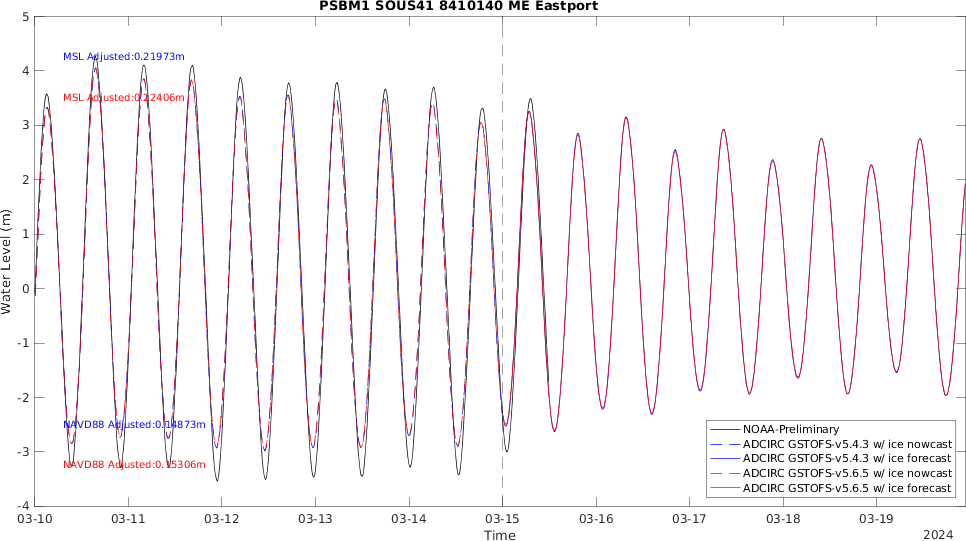 PSBM1 SOUS41 8410140 ME Eastport
5
4
3
2
1
0
-1
-2
-3
-4
Water Level (m)
MSL Adjusted:0.21973m
MSL Adjusted:0.22406m
NAVD88 Adjusted:0.14873m
NAVD88 Adjusted:0.15306m
NOAA-Preliminary
ADCIRC GSTOFS-v5.4.3 w/ ice nowcast
ADCIRC GSTOFS-v5.4.3 w/ ice forecast
ADCIRC GSTOFS-v5.6.5 w/ ice nowcast
ADCIRC GSTOFS-v5.6.5 w/ ice forecast
03-10 03-11 03-12 03-13 03-14 03-15 03-16 03-17 03-18 03-19
Time
2024